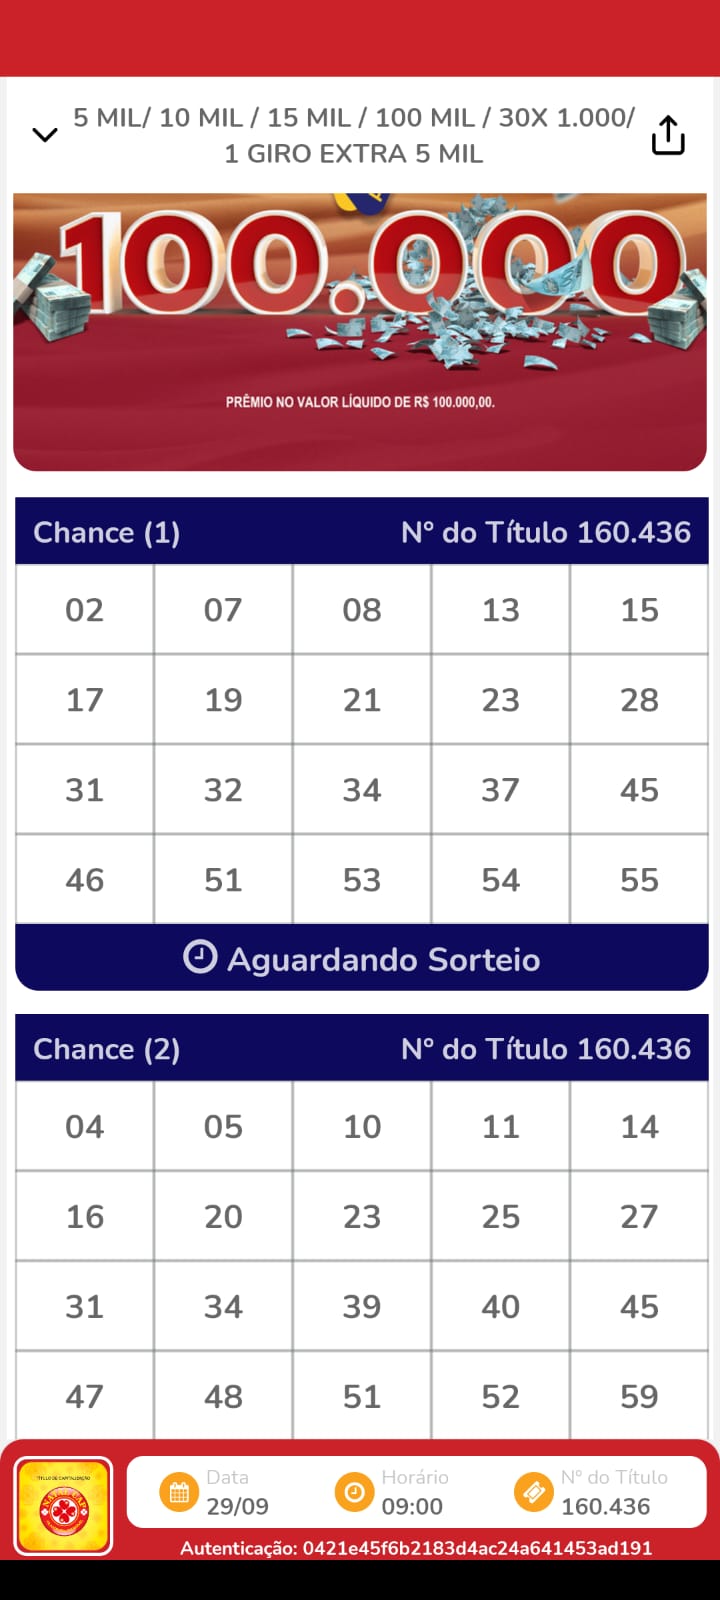 5 MIL/ 10 MIL / 15 MIL / 100 MIL / 30X 1.000/
1 GIRO EXTRA 5 MIL
100.000
PRÊMIO NO VALOR LÍQUIDO DE R$ 100.000,00.
Chance (1) Nº do Título 160.436
02 07 08 13 15
17 19 21 23 28
31 32 34 37 45
46 51 53 54 55
Aguardando Sorteio
Chance (2) Nº do Título 160.436
04 05 10 11 14
16 20 23 25 27
31 34 39 40 45
47 48 51 52 59
TÍTULO DE CAPITALIZAÇÃO
NATAL CAP
Data Horário Nº do Título
29/09 09:00 160.436
Autenticação: 0421e45f6b2183d4ac24a641453ad191